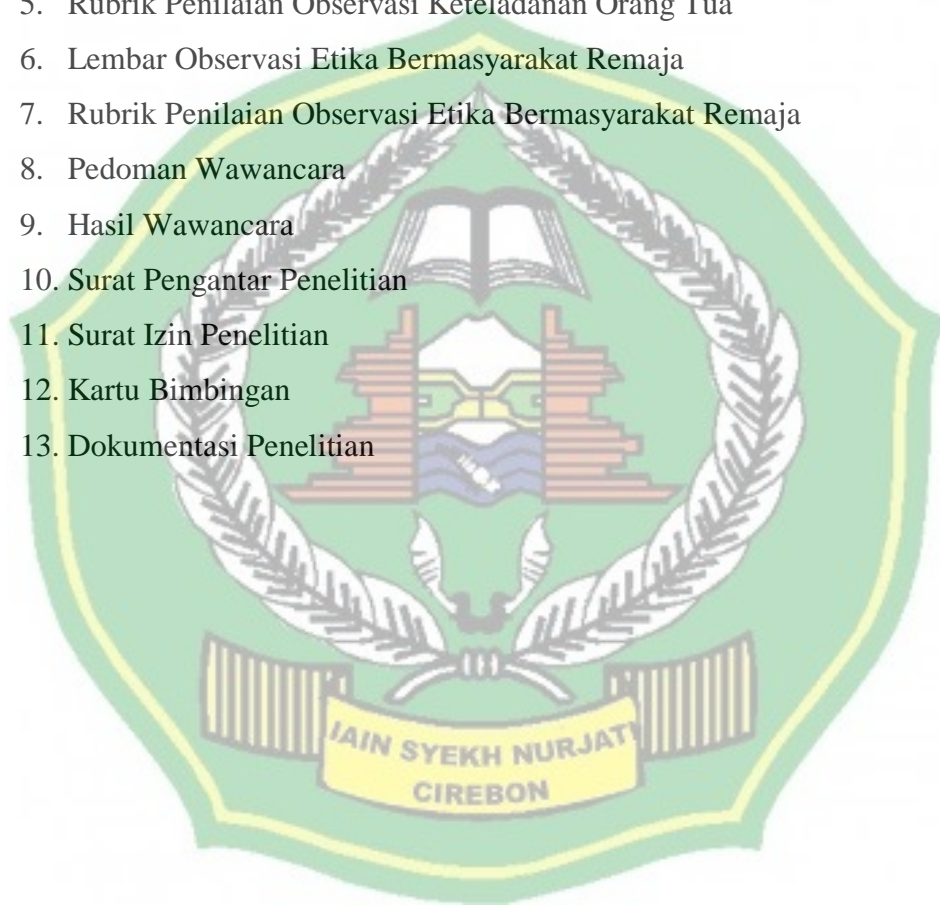 5. Rubrik Penilaian Observasi Keteladanan Orang Tua
6. Lembar Observasi Etika Bermasyarakat Remaja
7. Rubrik Penilaian Observasi Etika Bermasyarakat Remaja
8. Pedoman Wawancara
9. Hasil Wawancara
10. Surat Pengantar Penelitian
11. Surat Izin Penelitian
12. Kartu Bimbingan
13. Dokumentasi Penelitian
IAIN SYEKH NURJATI
CIREBON